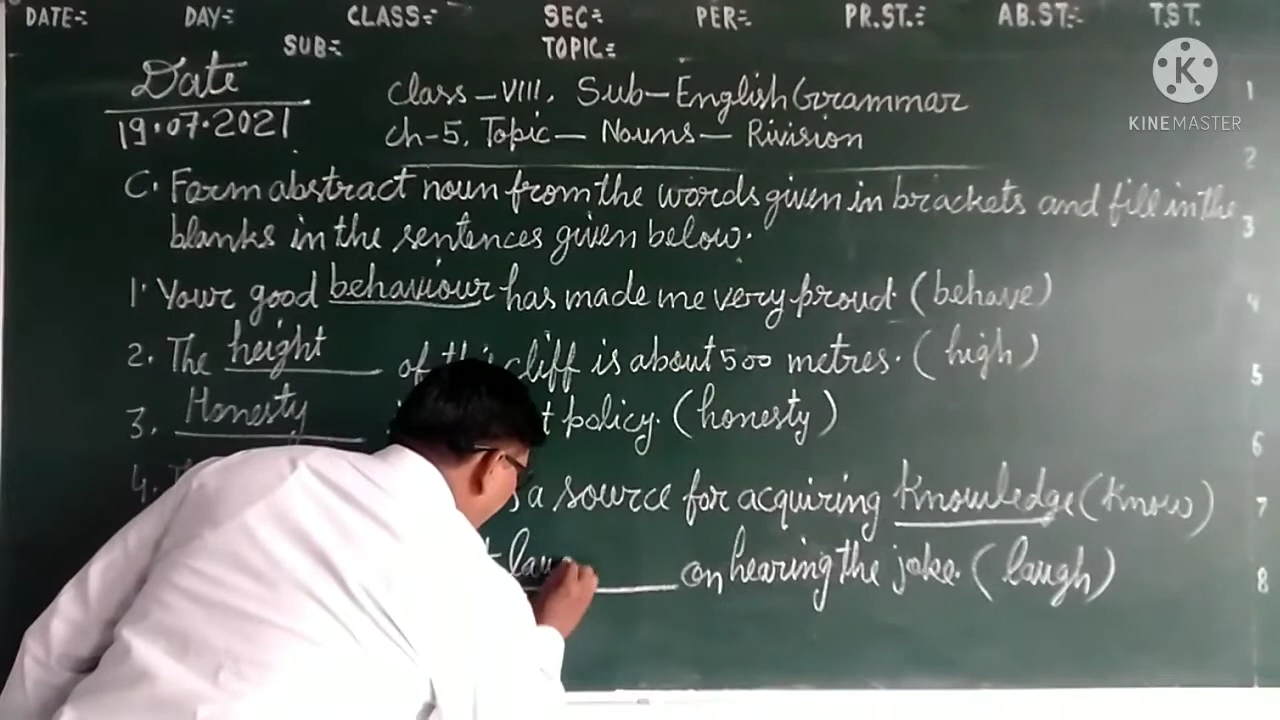 DATE:- DAY:- CLASS:- SEC:- PER:- PR.ST.:- AB.ST:- T.ST.
SUB:- TOPIC:-
Date
19.07.2021
Class - VIII. Sub - English Grammar
Ch-5. Topic - Nouns - Rivision
C. Form abstract noun from the words given in brackets and fill in the
blanks in the sentences given below.
1. Your good behaviour has made me very proud. (behave)
2. The height of this cliff is about 500 metres. (high)
3. Honesty policy. (honesty)
4. a source for acquiring knowledge (know)
on hearing the joke. (laugh)
1
2
3
4
5
6
7
8
K
KINEMASTER